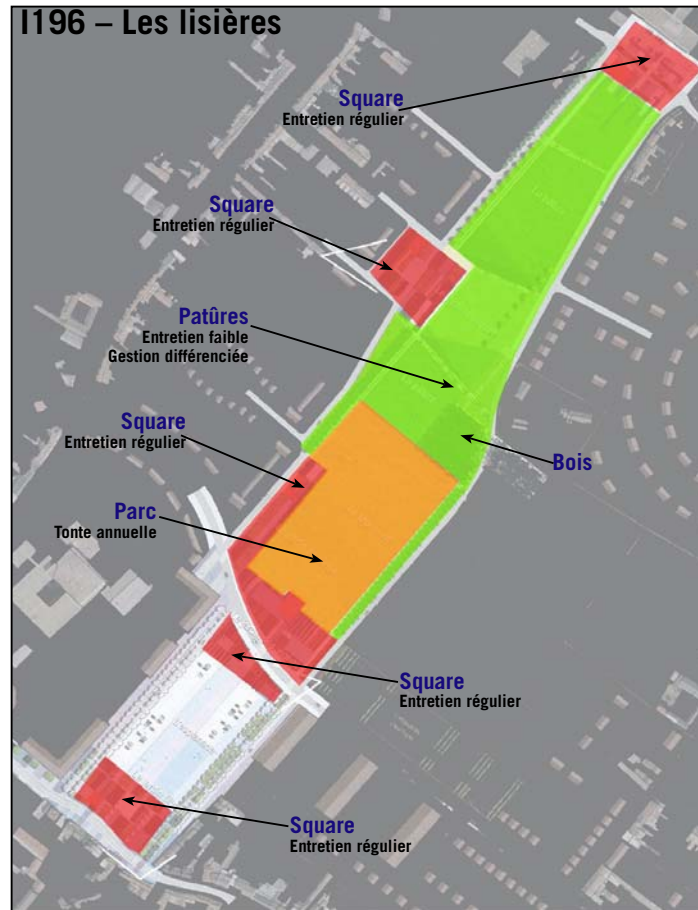 I196 – Les lisières
Square
Entretien régulier
Square
Entretien régulier
Patûres
Entretien faible
Gestion différenciée
Square
Entretien régulier
Bois
Parc
Tonte annuelle
Square
Entretien régulier
Square
Entretien régulier